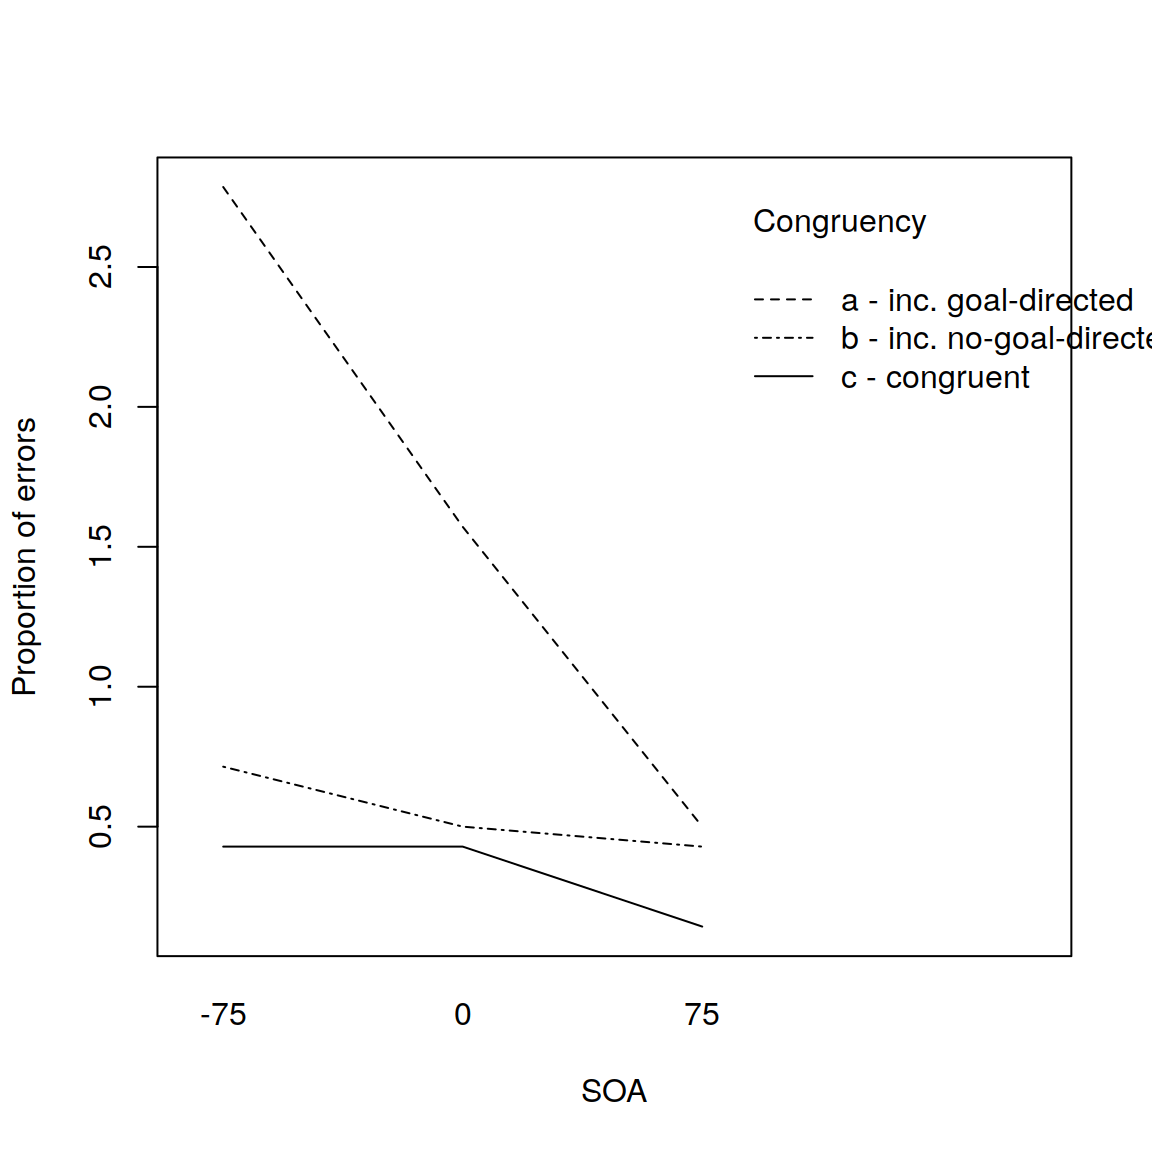 Congruency
a - inc. goal-directed
b - inc. no-goal-directe
c - congruent
Proportion of errors
2.5
2.0
1.5
1.0
0.5
-75 0 75
SOA